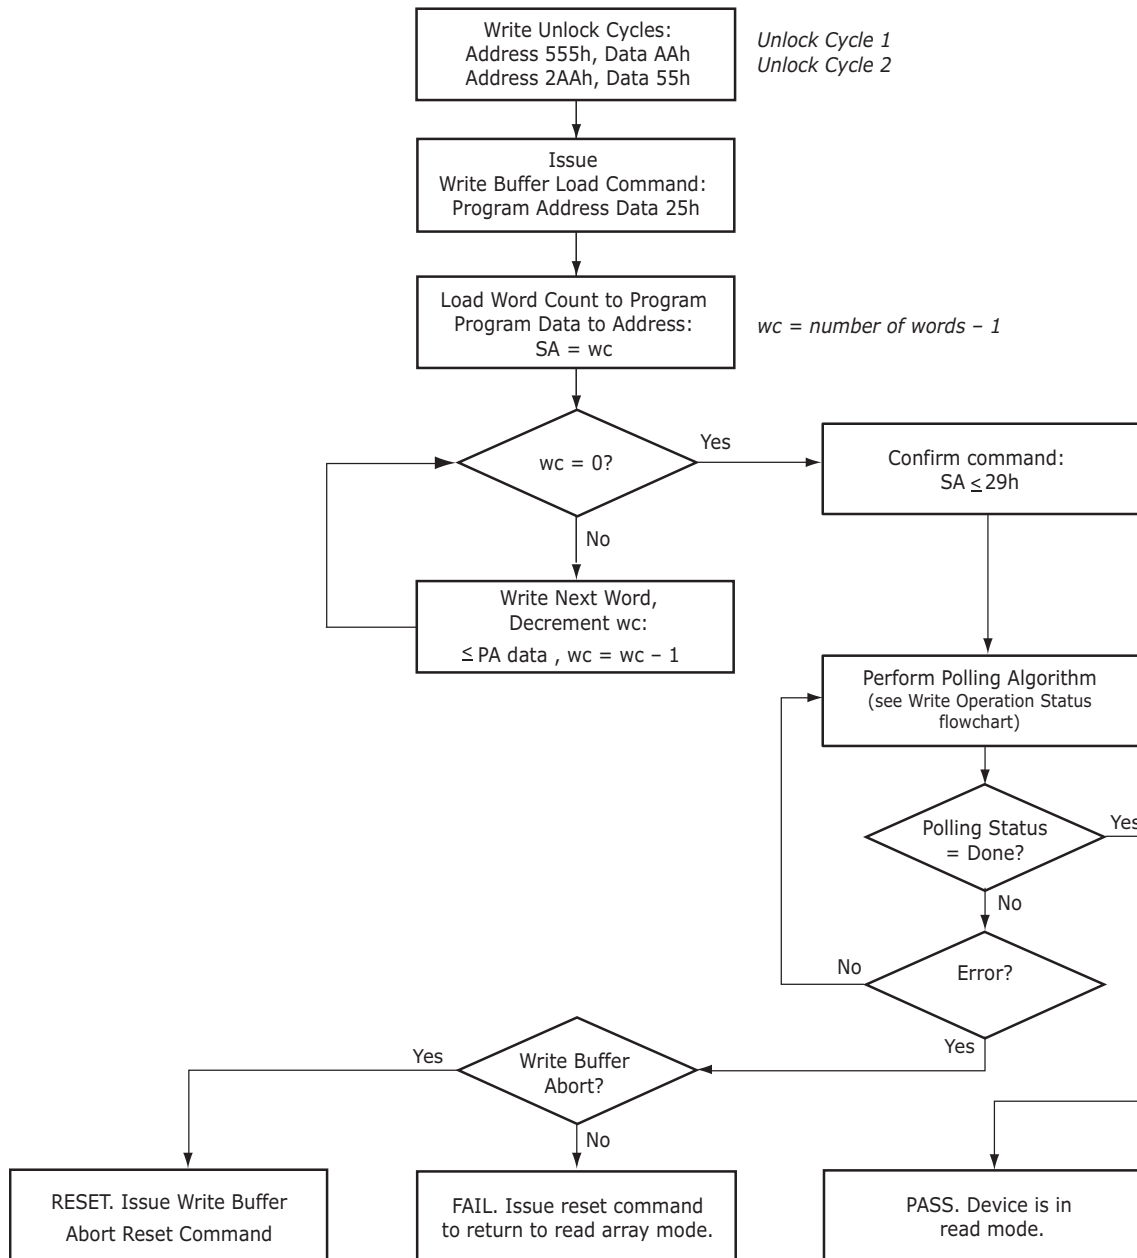 Write Unlock Cycles:
Address 555h, Data AAh
Address 2AAh, Data 55h
Unlock Cycle 1
Unlock Cycle 2
Issue
Write Buffer Load Command:
Program Address Data 25h
Load Word Count to Program
Program Data to Address:
SA = wc
wc = number of words – 1
wc = 0?
Yes
Confirm command:
SA ≤ 29h
No
Write Next Word,
Decrement wc:
≤ PA data , wc = wc – 1
Perform Polling Algorithm
(see Write Operation Status
flowchart)
Polling Status
= Done?
Yes
No
Error?
No
Yes
Write Buffer
Abort?
Yes
No
RESET. Issue Write Buffer
Abort Reset Command
FAIL. Issue reset command
to return to read array mode.
PASS. Device is in
read mode.